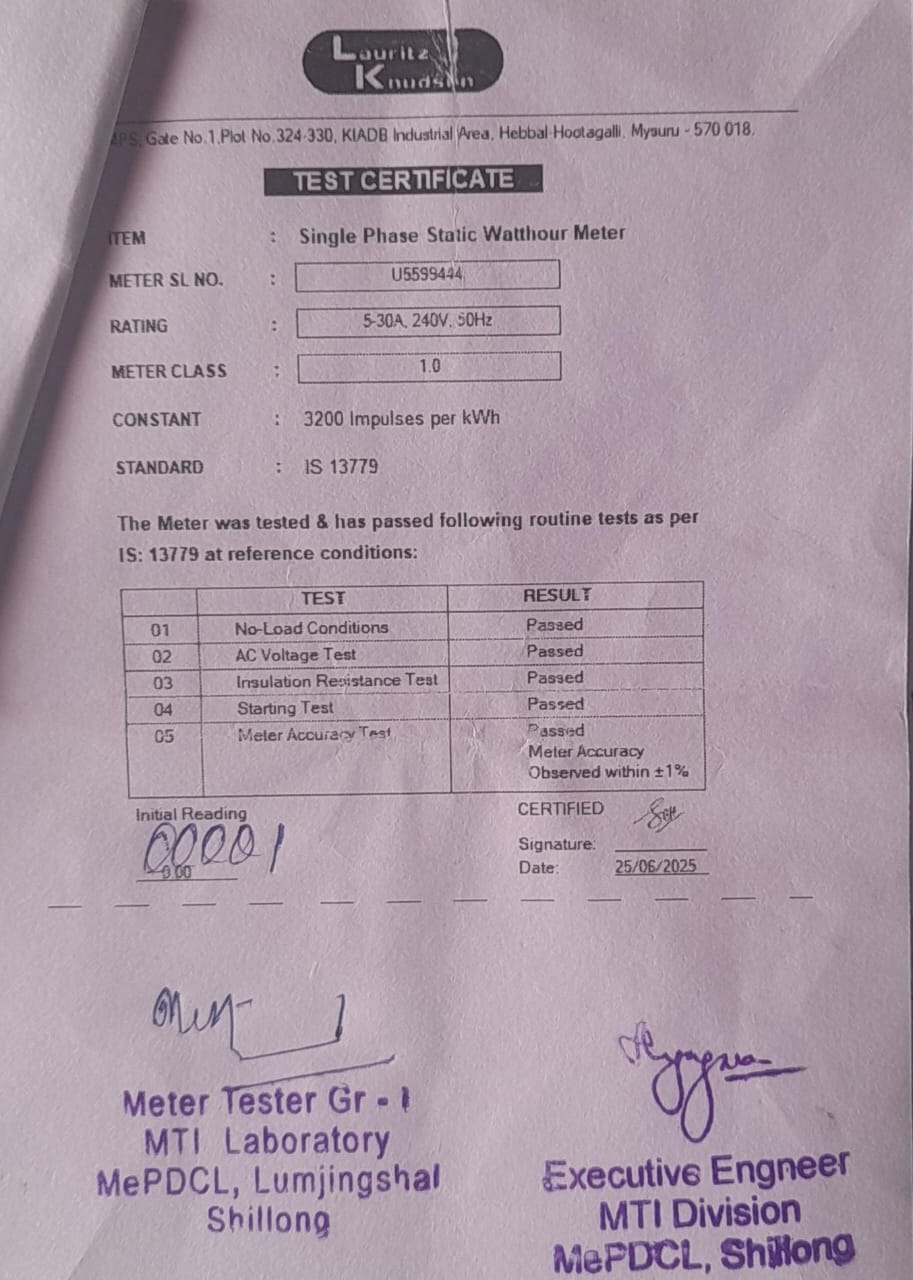 Lauritz
Knudsen
Gate No.1,Plot No.324-330, KIADB Industrial Area, Hebbal-Hootagalli, Mysuru - 570 018.
TEST CERTIFICATE
ITEM : Single Phase Static Watthour Meter
METER SL NO. : U5599444
RATING : 5-30A, 240V, 50Hz
METER CLASS : 1.0
CONSTANT : 3200 Impulses per kWh
STANDARD : IS 13779
The Meter was tested & has passed following routine tests as per
IS: 13779 at reference conditions:
TEST RESULT
01 No-Load Conditions Passed
02 AC Voltage Test Passed
03 Insulation Resistance Test Passed
04 Starting Test Passed
05 Meter Accuracy Test Passed
Meter Accuracy
Observed within ±1%
Initial Reading
00001
0.00
CERTIFIED
Signature:
Date: 25/06/2025
Meter Tester Gr - I
MTI Laboratory
MePDCL, Lumjingshai
Shillong
Executive Engneer
MTI Division
MePDCL, Shillong